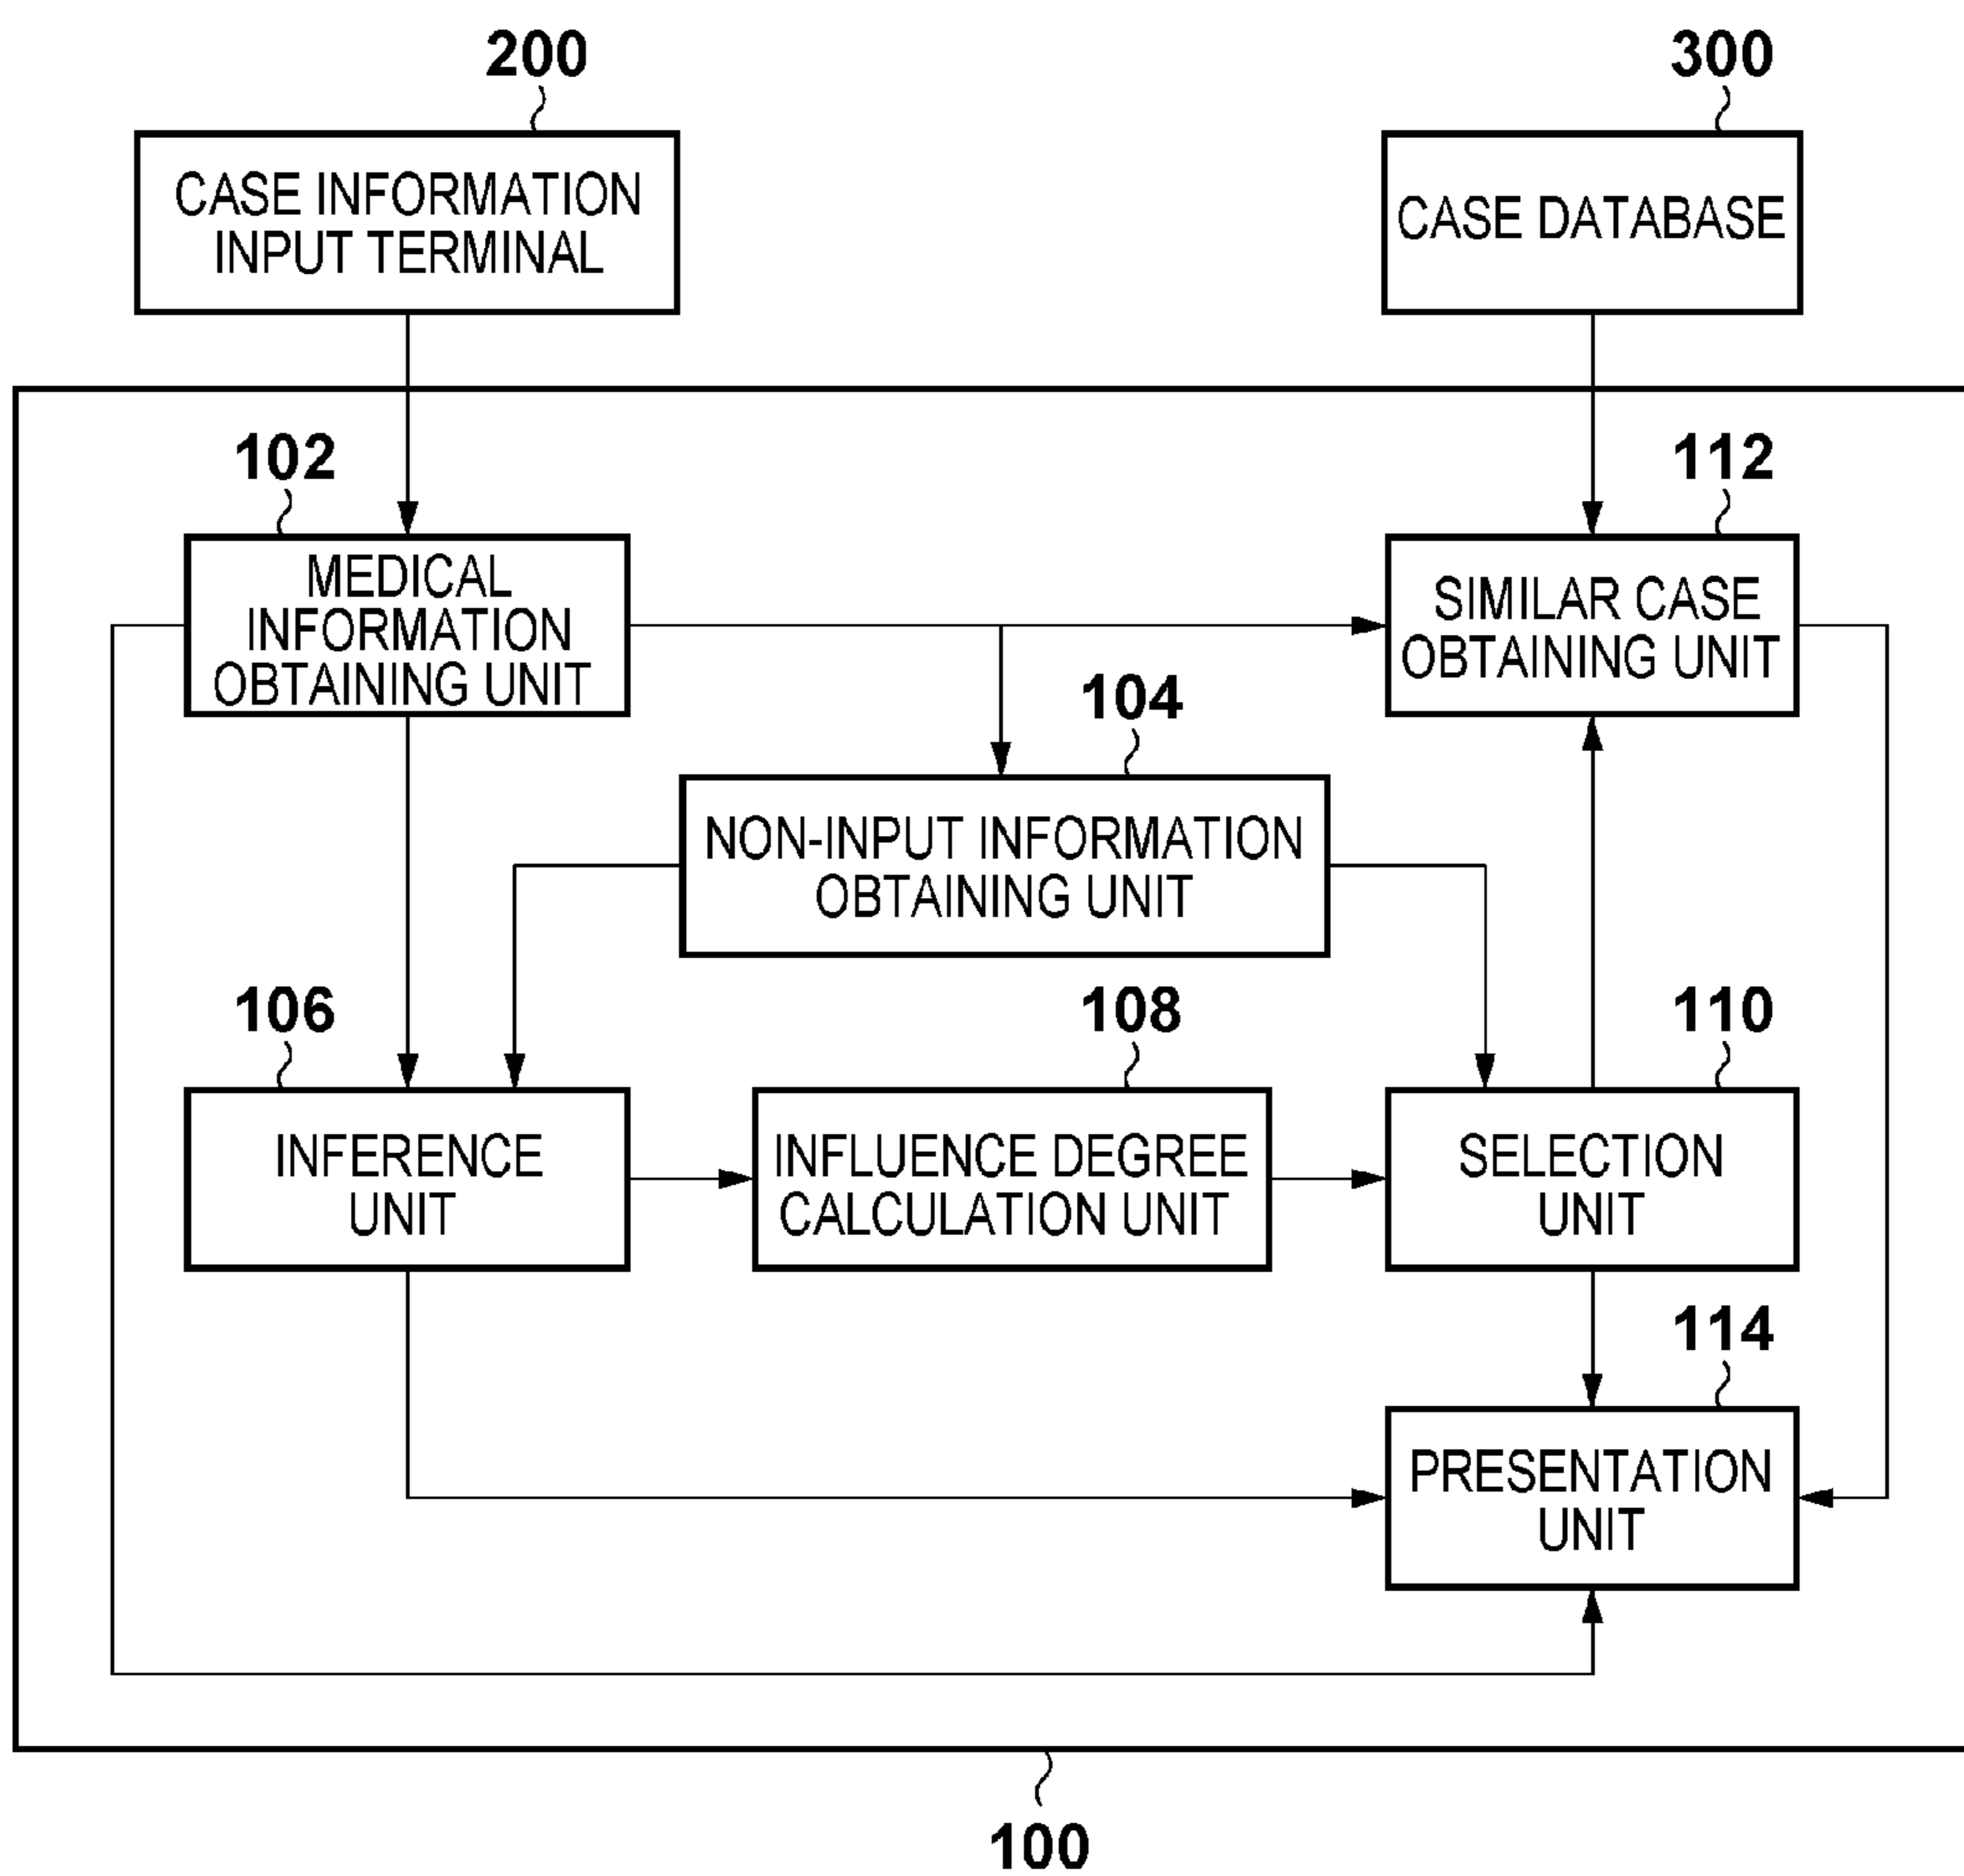 200
300
CASE INFORMATION
INPUT TERMINAL
CASE DATABASE
102
112
MEDICAL
INFORMATION
OBTAINING UNIT
SIMILAR CASE
OBTAINING UNIT
104
NON-INPUT INFORMATION
OBTAINING UNIT
106
108
110
INFERENCE
UNIT
INFLUENCE DEGREE
CALCULATION UNIT
SELECTION
UNIT
114
PRESENTATION
UNIT
100